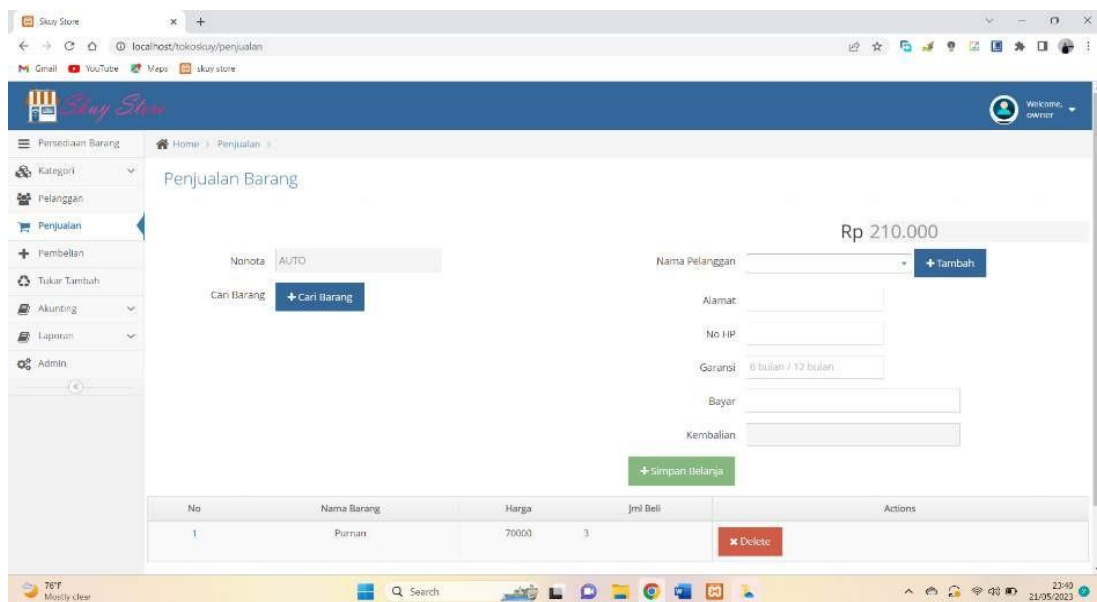 Skuy Store
localhost/tokoskuy/penjualan
Gmail YouTube Maps skuy store
Skuy Store
Welcome, owner
Persediaan Barang
Home Penjualan
Kategori
Penjualan Barang
Pelanggan
Penjualan
Rp 210.000
Pembelian
Nonota AUTO
Nama Pelanggan + Tambah
Tukar Tambah
Cari Barang + Cari Barang
Alamat
Akunting
No HP
Laporan
Garansi 6 bulan / 12 bulan
Admin
Bayar
Kembalian
+ Simpan Belanja
No Nama Barang Harga Jml Beli Actions
1 Purnan 70000 3 Delete
76°F
Mostly clear
Search
23:40
21/05/2023